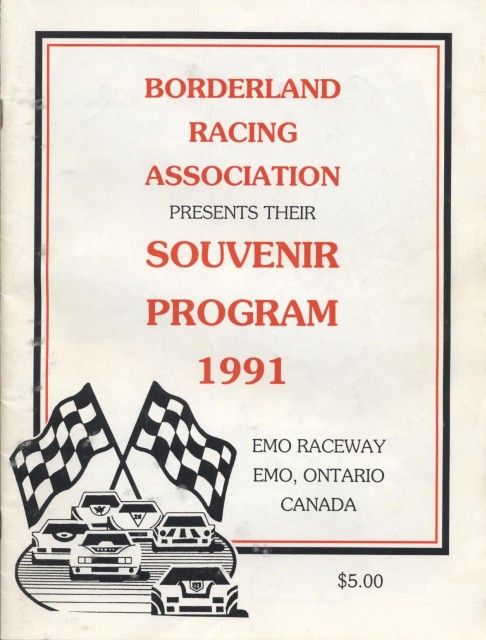 BORDERLAND
RACING
ASSOCIATION
PRESENTS THEIR
SOUVENIR
PROGRAM
1991
EMO RACEWAY
EMO, ONTARIO
CANADA
$5.00